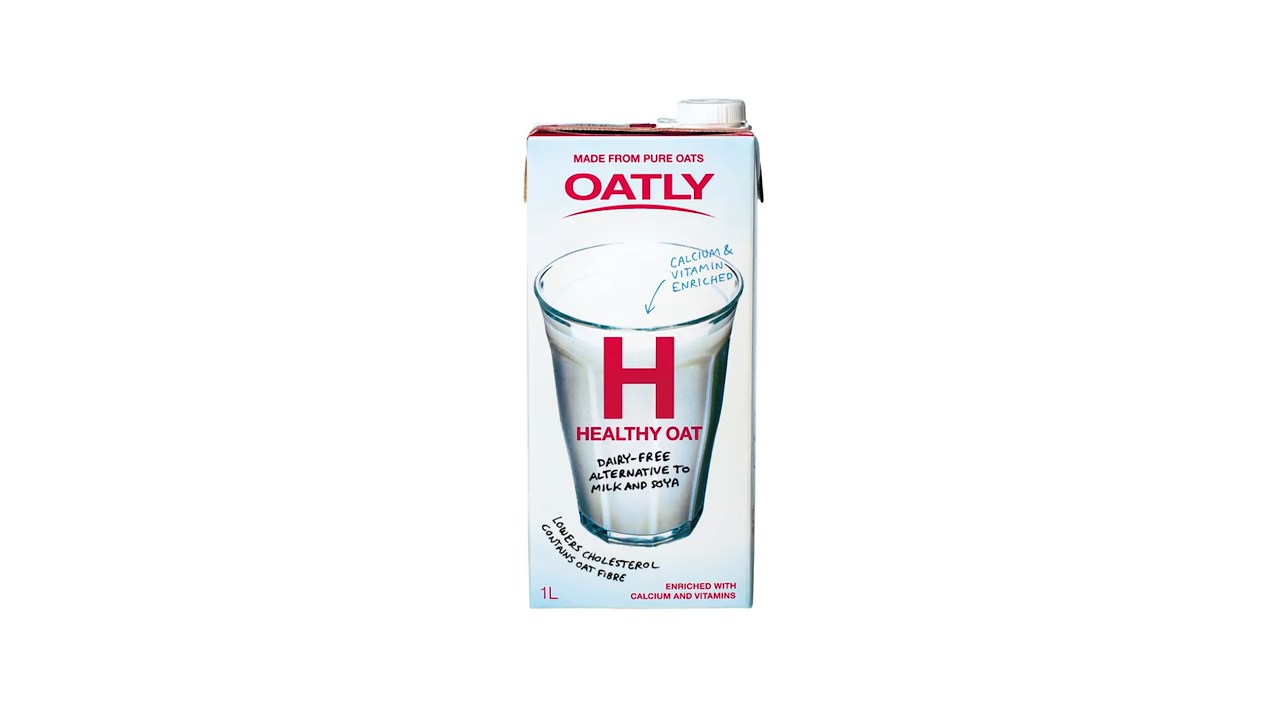 MADE FROM PURE OATS
OATLY
CALCIUM &
VITAMIN
ENRICHED
H
HEALTHY OAT
DAIRY-FREE
ALTERNATIVE TO
MILK AND SOYA
LOWERS CHOLESTEROL
CONTAINS OAT FIBRE
1L
ENRICHED WITH
CALCIUM AND VITAMINS